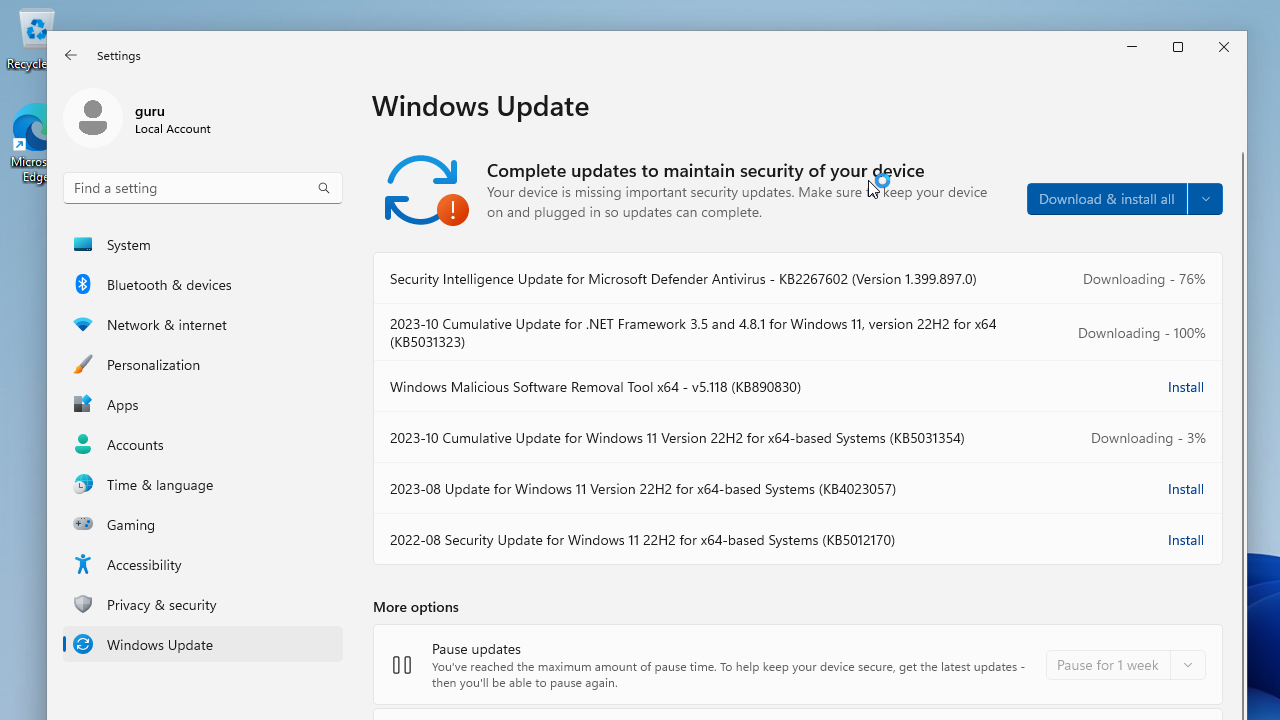 Recycle
Micros
Edge
Settings
guru
Local Account
Find a setting
System
Bluetooth & devices
Network & internet
Personalization
Apps
Accounts
Time & language
Gaming
Accessibility
Privacy & security
Windows Update
Windows Update
Complete updates to maintain security of your device
Your device is missing important security updates. Make sure to keep your device
on and plugged in so updates can complete.
Download & install all
Security Intelligence Update for Microsoft Defender Antivirus - KB2267602 (Version 1.399.897.0)
Downloading - 76%
2023-10 Cumulative Update for .NET Framework 3.5 and 4.8.1 for Windows 11, version 22H2 for x64
(KB5031323)
Downloading - 100%
Windows Malicious Software Removal Tool x64 - v5.118 (KB890830)
Install
2023-10 Cumulative Update for Windows 11 Version 22H2 for x64-based Systems (KB5031354)
Downloading - 3%
2023-08 Update for Windows 11 Version 22H2 for x64-based Systems (KB4023057)
Install
2022-08 Security Update for Windows 11 22H2 for x64-based Systems (KB5012170)
Install
More options
Pause updates
You've reached the maximum amount of pause time. To help keep your device secure, get the latest updates -
then you'll be able to pause again.
Pause for 1 week